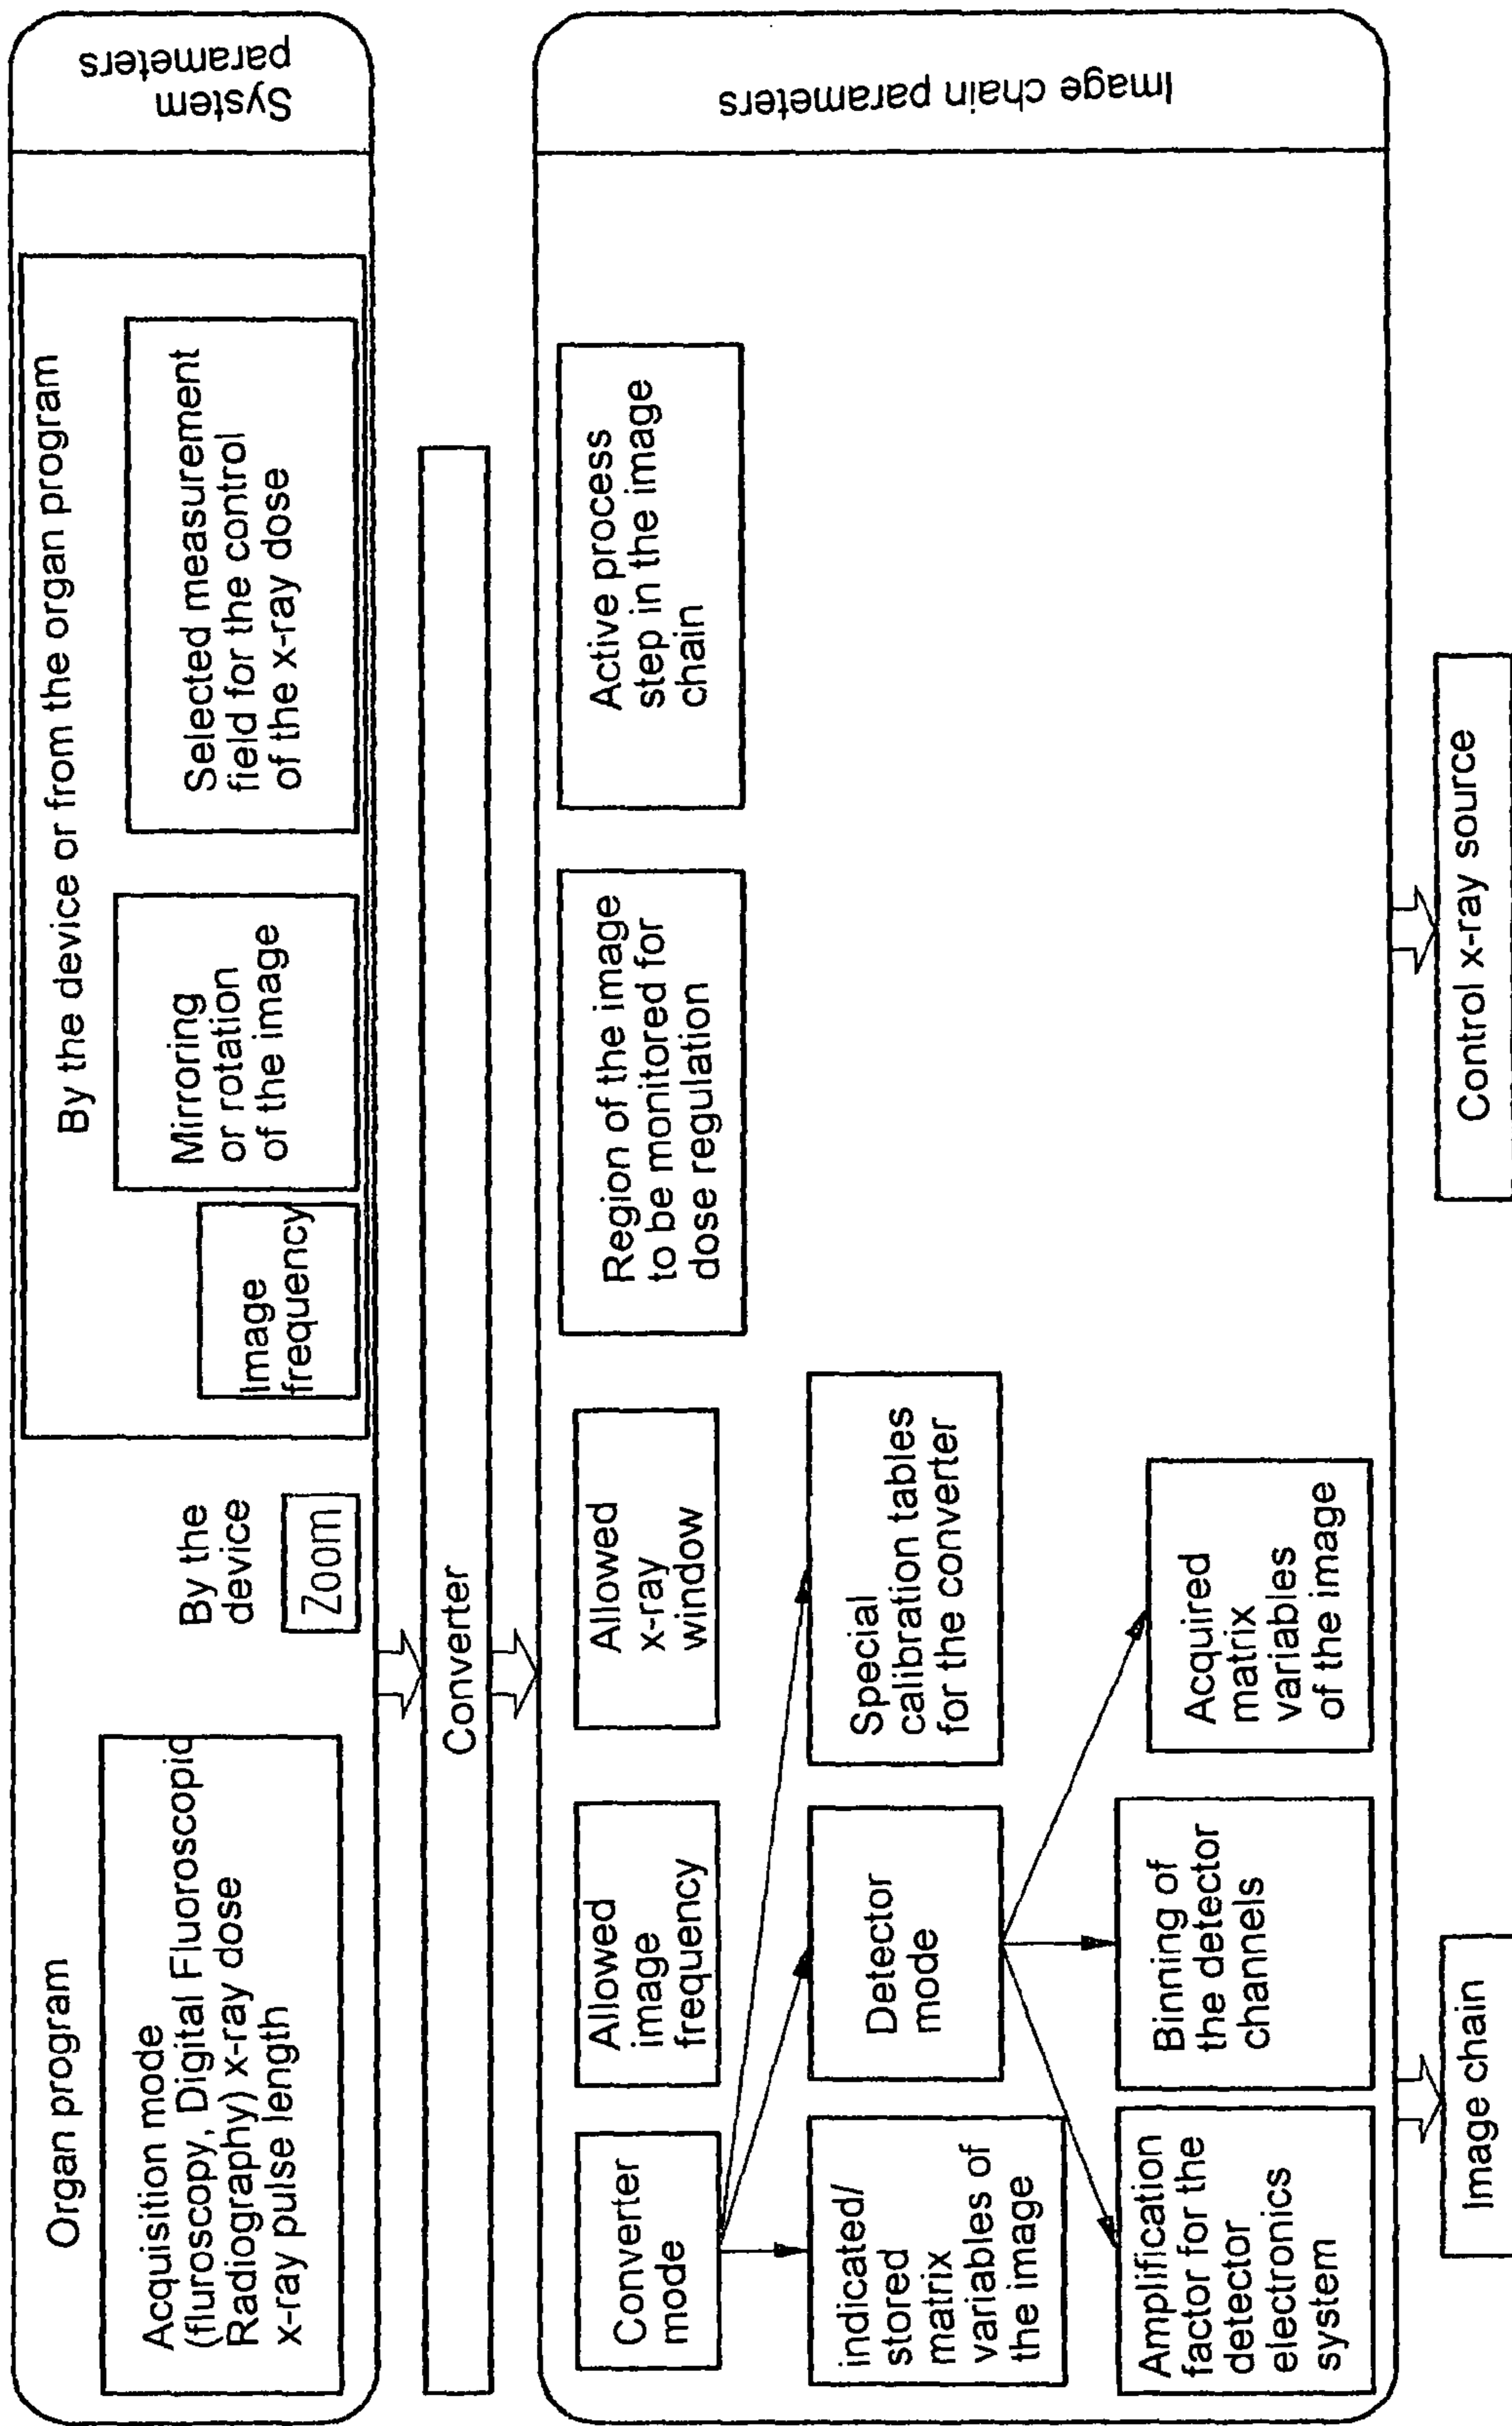 Organ program
Acquisition mode
(fluroscopy, Digital Fluoroscopic
Radiography) x-ray dose
x-ray pulse length
By the
device
Zoom
By the device or from the organ program
Image
frequency
Mirroring
or rotation
of the image
Selected measurement
field for the control
of the x-ray dose
System
parameters
Converter
Converter
mode
Allowed
image
frequency
Allowed
x-ray
window
Region of the image
to be monitored for
dose regulation
Active process
step in the image
chain
indicated/
stored
matrix
variables of
the image
Detector
mode
Special
calibration tables
for the converter
Amplification
factor for the
detector
electronics
system
Binning of
the detector
channels
Acquired
matrix
variables
of the image
Image chain parameters
Image chain
Control x-ray source